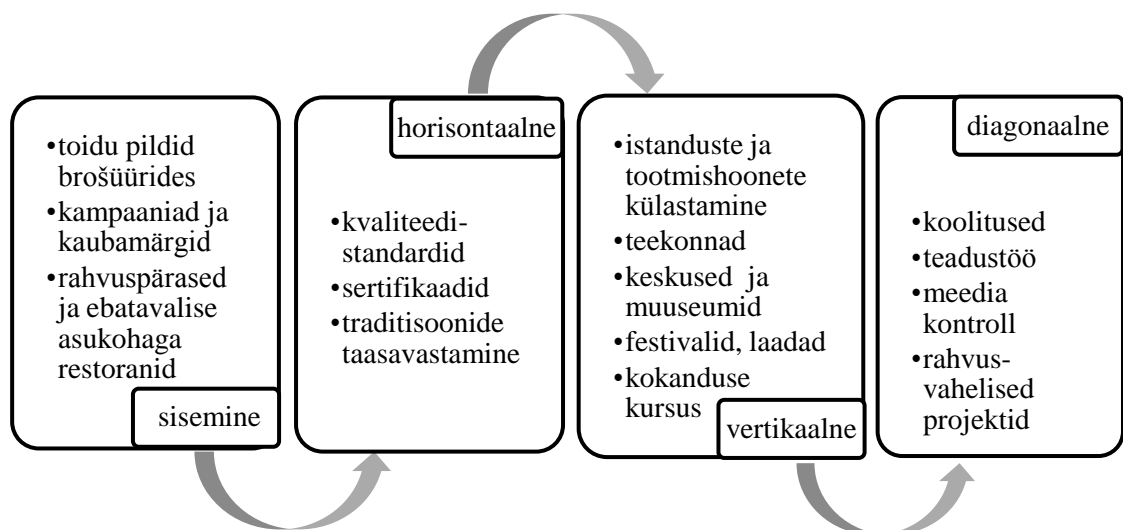 •toidu pildid
brošüürides
•kampaaniad ja
kaubamärgid
•rahvuspärased
ja ebatavalise
asukohaga
restoranid
sisemine
horisontaalne
•kvaliteedi-
standardid
•sertifikaadid
•traditisoonide
taasavastamine
•istanduste ja
tootmishoonete
külastamine
•teekonnad
•keskused ja
muuseumid
•festivalid, laadad
•kokanduse
kursus
vertikaalne
diagonaalne
•koolitused
•teadustöö
•meedia
kontroll
•rahvus-
vahelised
projektid